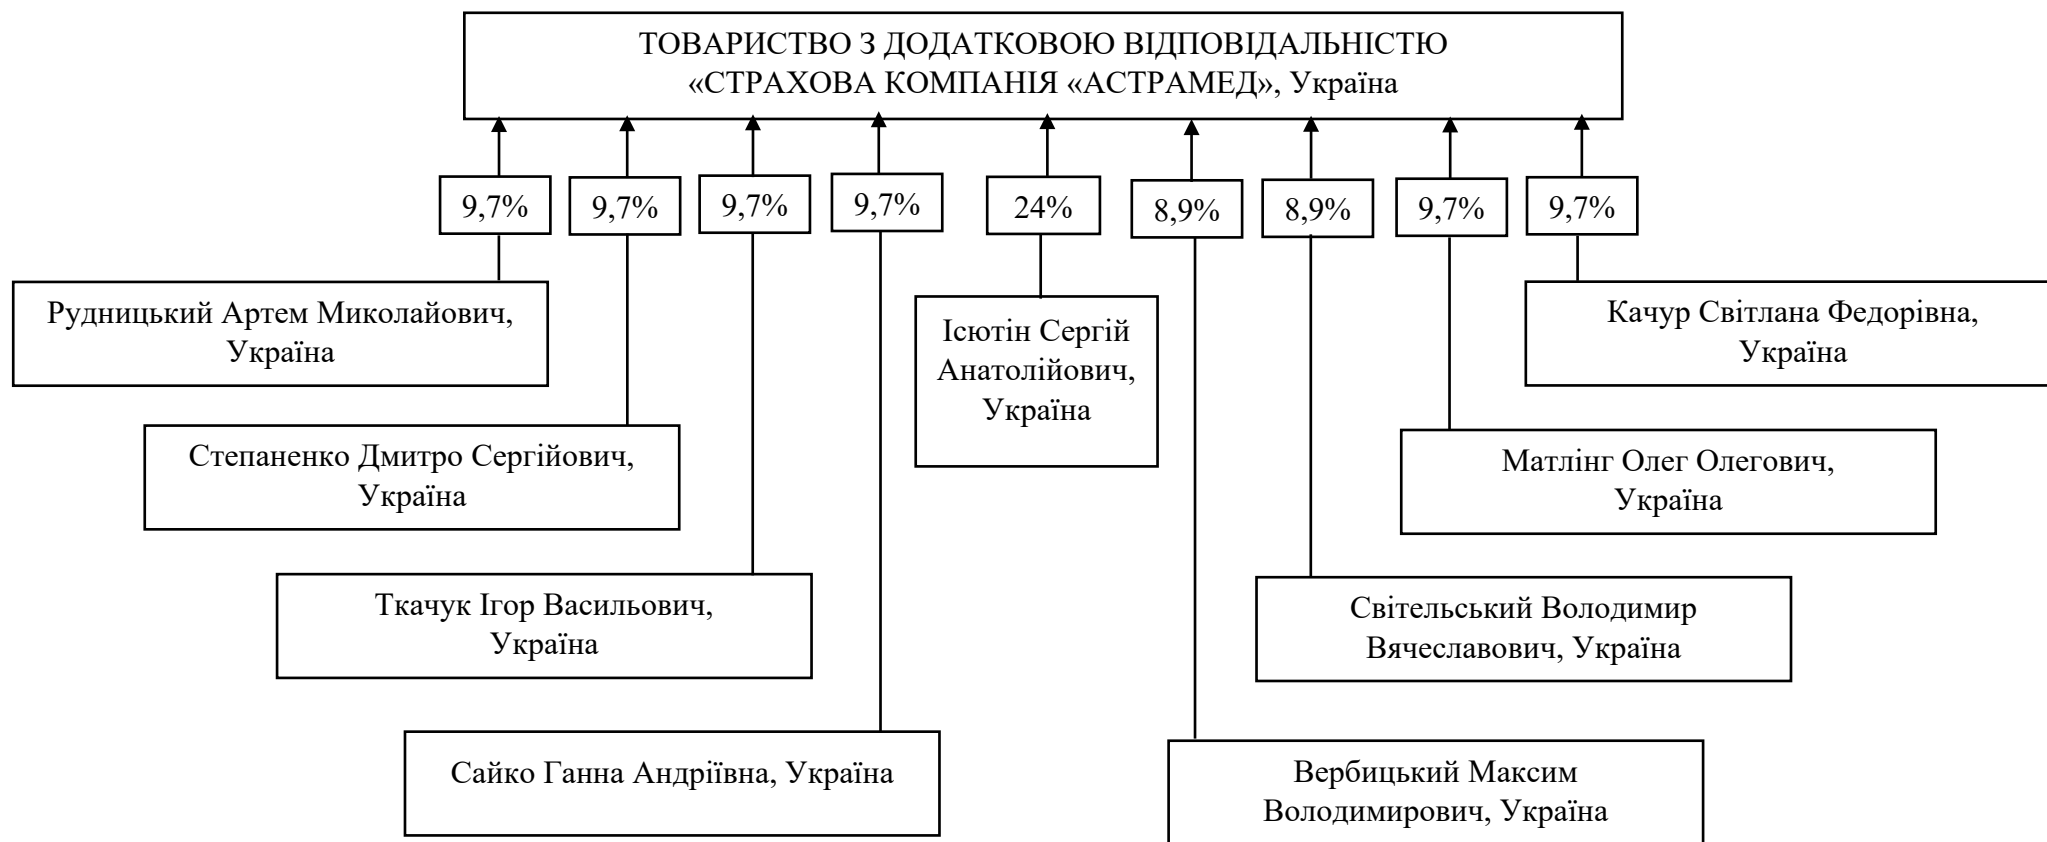 ТОВАРИСТВО З ДОДАТКОВОЮ ВІДПОВІДАЛЬНІСТЮ
«СТРАХОВА КОМПАНІЯ «АСТРАМЕД», Україна
9,7%
9,7%
9,7%
9,7%
24%
8,9%
8,9%
9,7%
9,7%
Рудницький Артем Миколайович,
Україна
Ісютін Сергій
Анатолійович,
Україна
Качур Світлана Федорівна,
Україна
Степаненко Дмитро Сергійович,
Україна
Матлінг Олег Олегович,
Україна
Ткачук Ігор Васильович,
Україна
Світельський Володимир
Вячеславович, Україна
Сайко Ганна Андріївна, Україна
Вербицький Максим
Володимирович, Україна